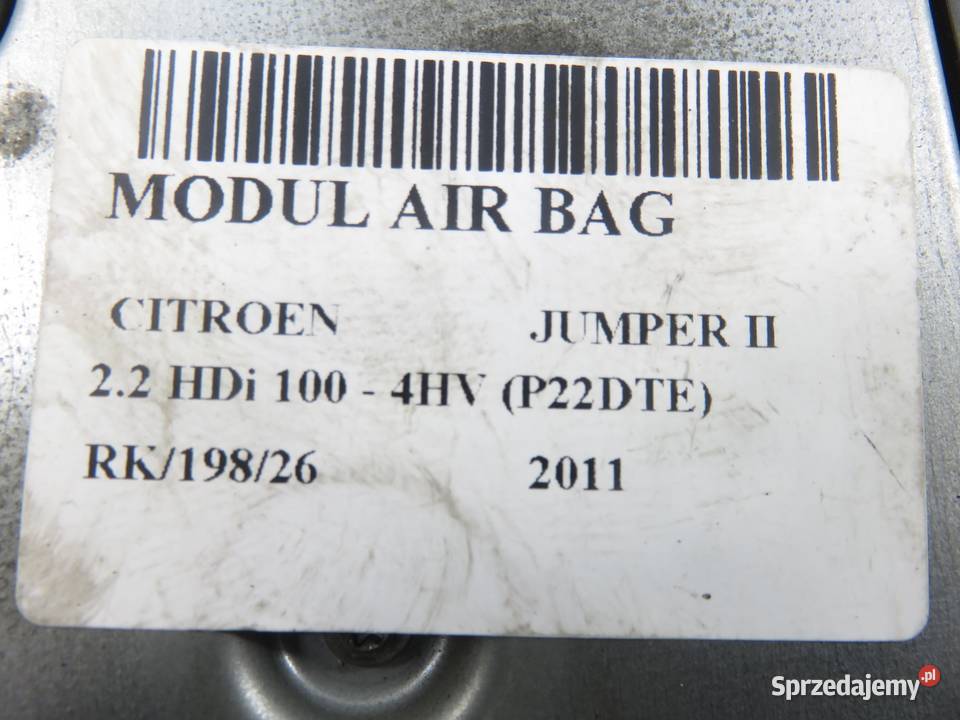 MODUL AIR BAG
CITROEN JUMPER II
2.2 HDi 100 - 4HV (P22DTE)
RK/198/26 2011
Sprzedajemy.pl